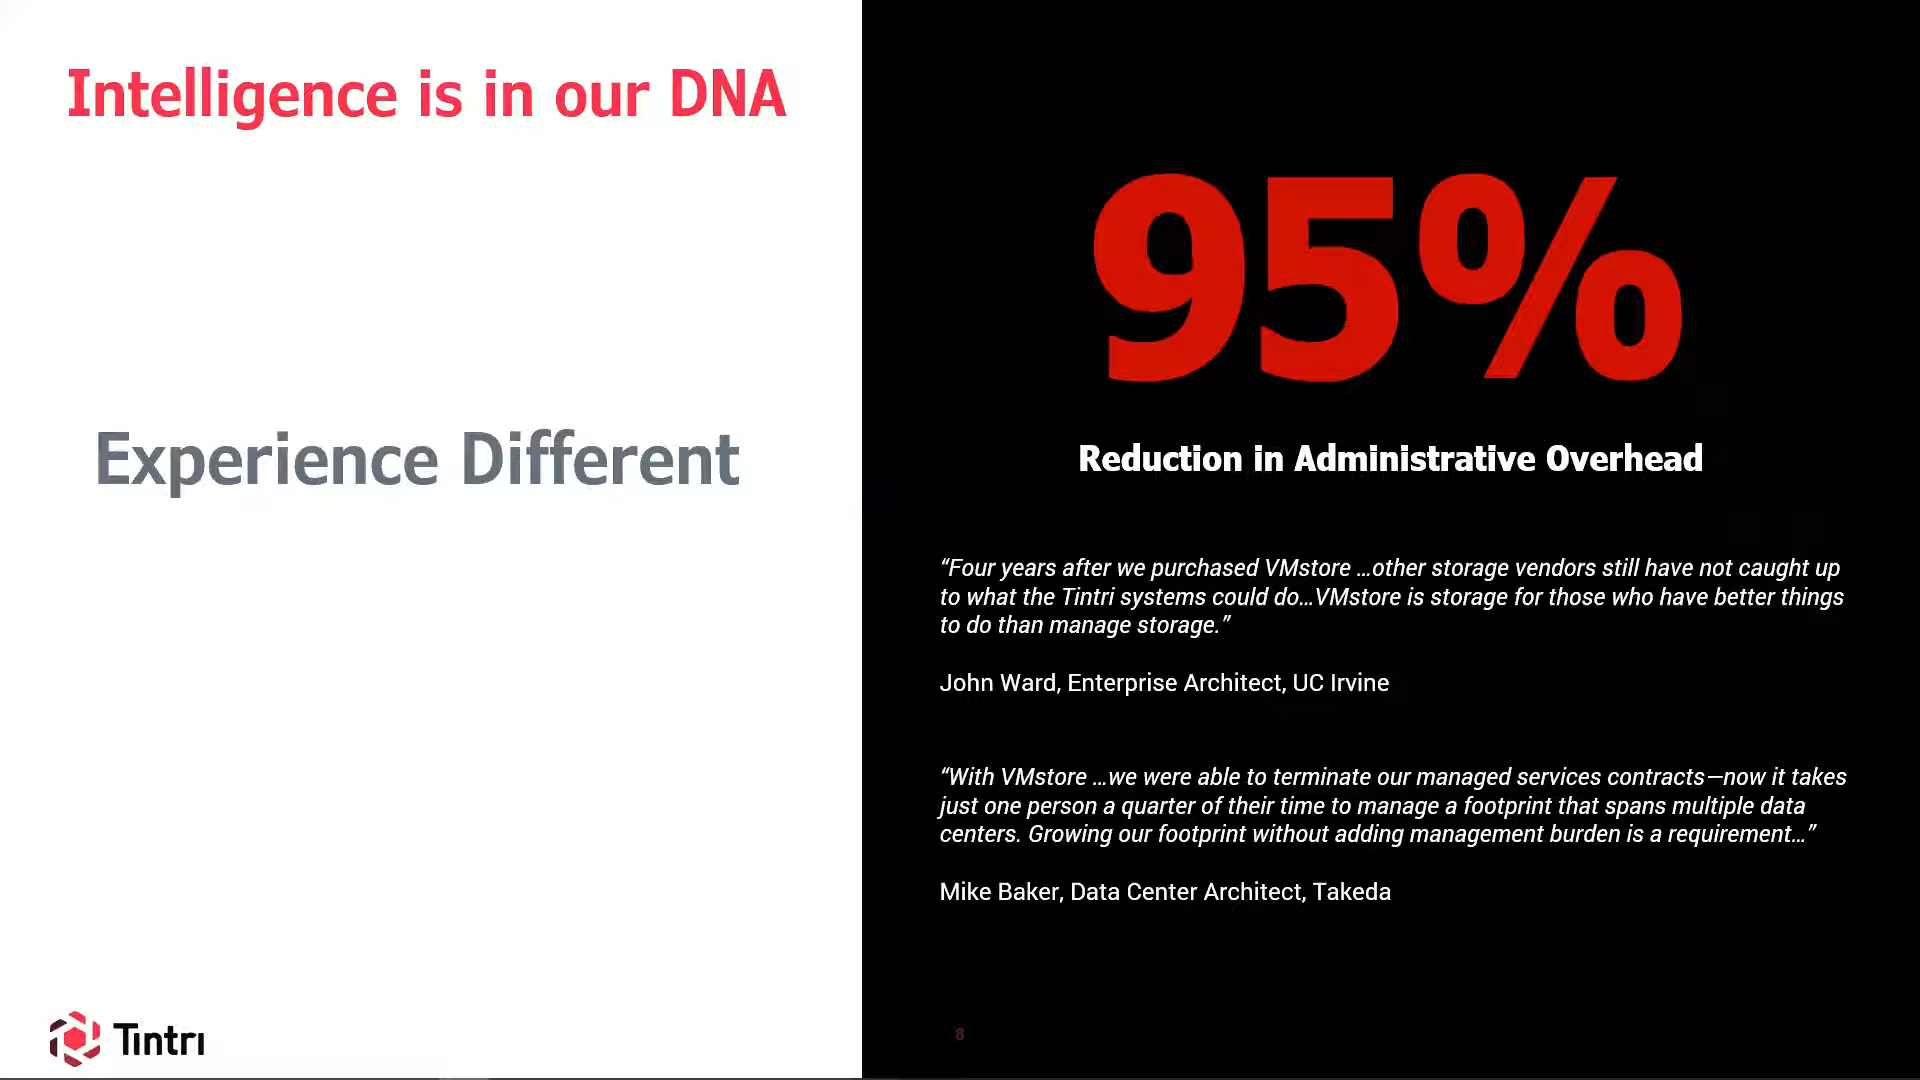 Intelligence is in our DNA
Experience Different
Tintri
95%
Reduction in Administrative Overhead
“Four years after we purchased VMstore …other storage vendors still have not caught up
to what the Tintri systems could do…VMstore is storage for those who have better things
to do than manage storage.”
John Ward, Enterprise Architect, UC Irvine
“With VMstore …we were able to terminate our managed services contracts—now it takes
just one person a quarter of their time to manage a footprint that spans multiple data
centers. Growing our footprint without adding management burden is a requirement…”
Mike Baker, Data Center Architect, Takeda
8